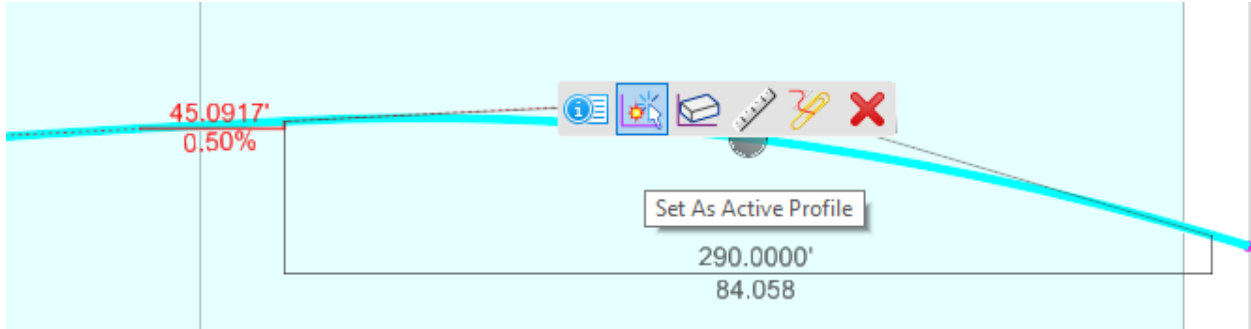 45.0917'
0.50%
Set As Active Profile
290.0000'
84.058